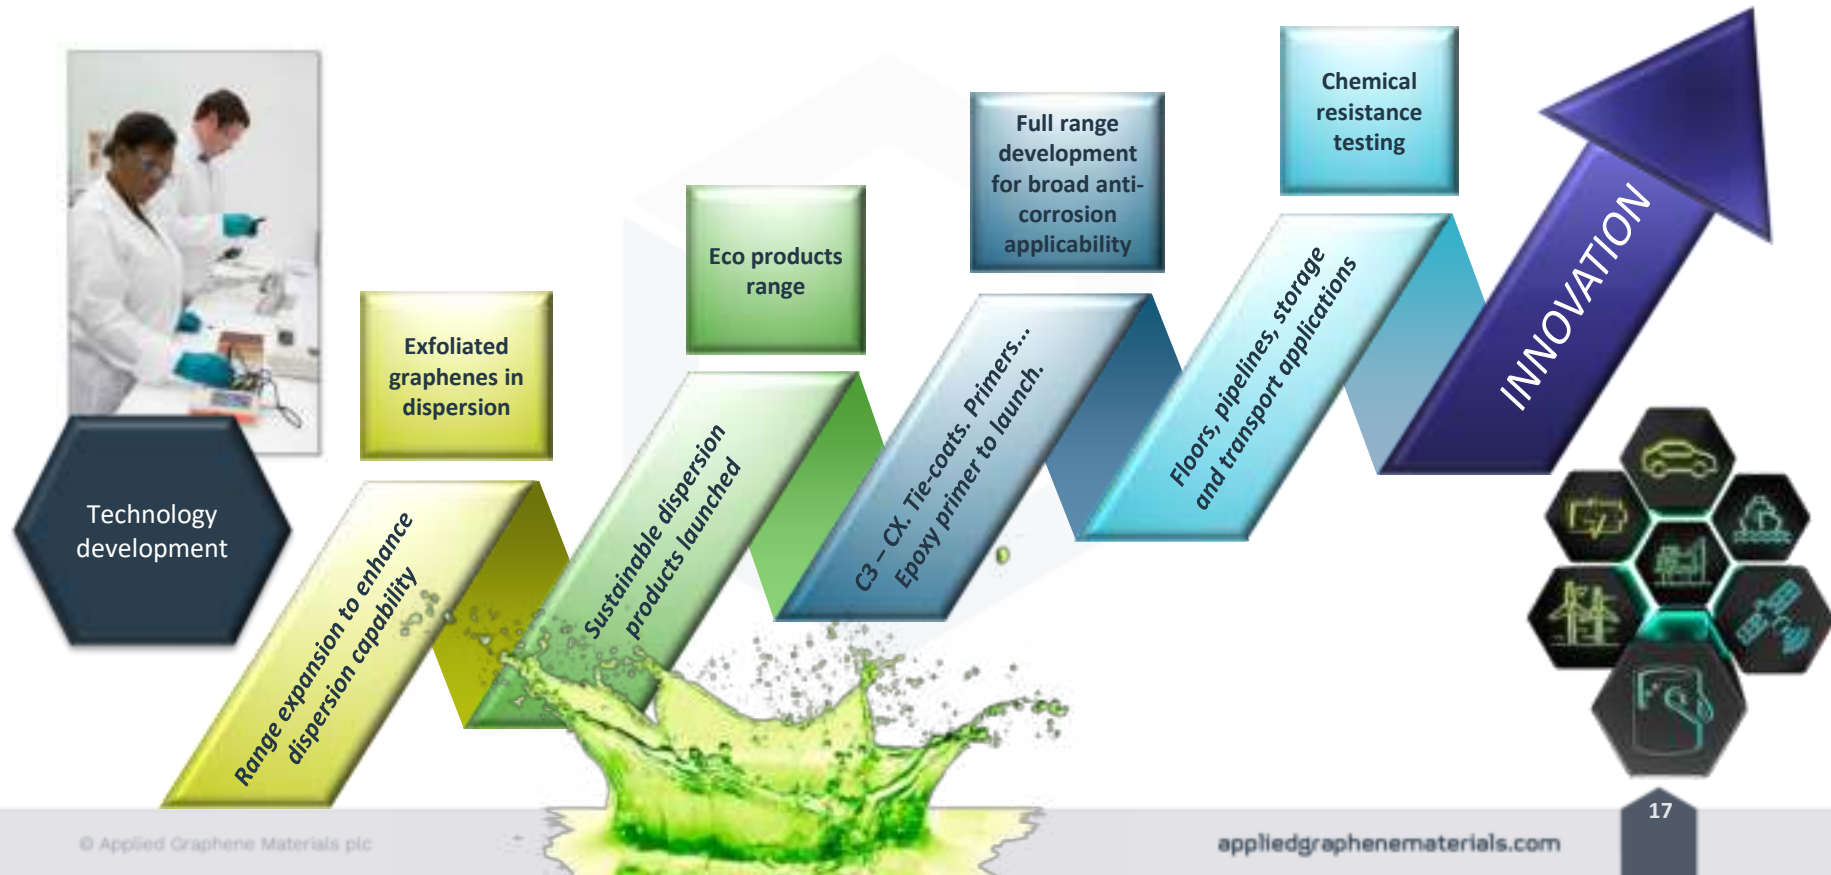 Technology
development
Exfoliated
graphenes in
dispersion
Range expansion to enhance
dispersion capability
Eco products
range
Sustainable dispersion
products launched
Full range
development
for broad anti-
corrosion
applicability
C3 – CX. Tie-coats. Primers...
Epoxy primer to launch.
Chemical
resistance
testing
Floors, pipelines, storage
and transport applications
INNOVATION
© Applied Graphene Materials plc
appliedgraphenematerials.com
17